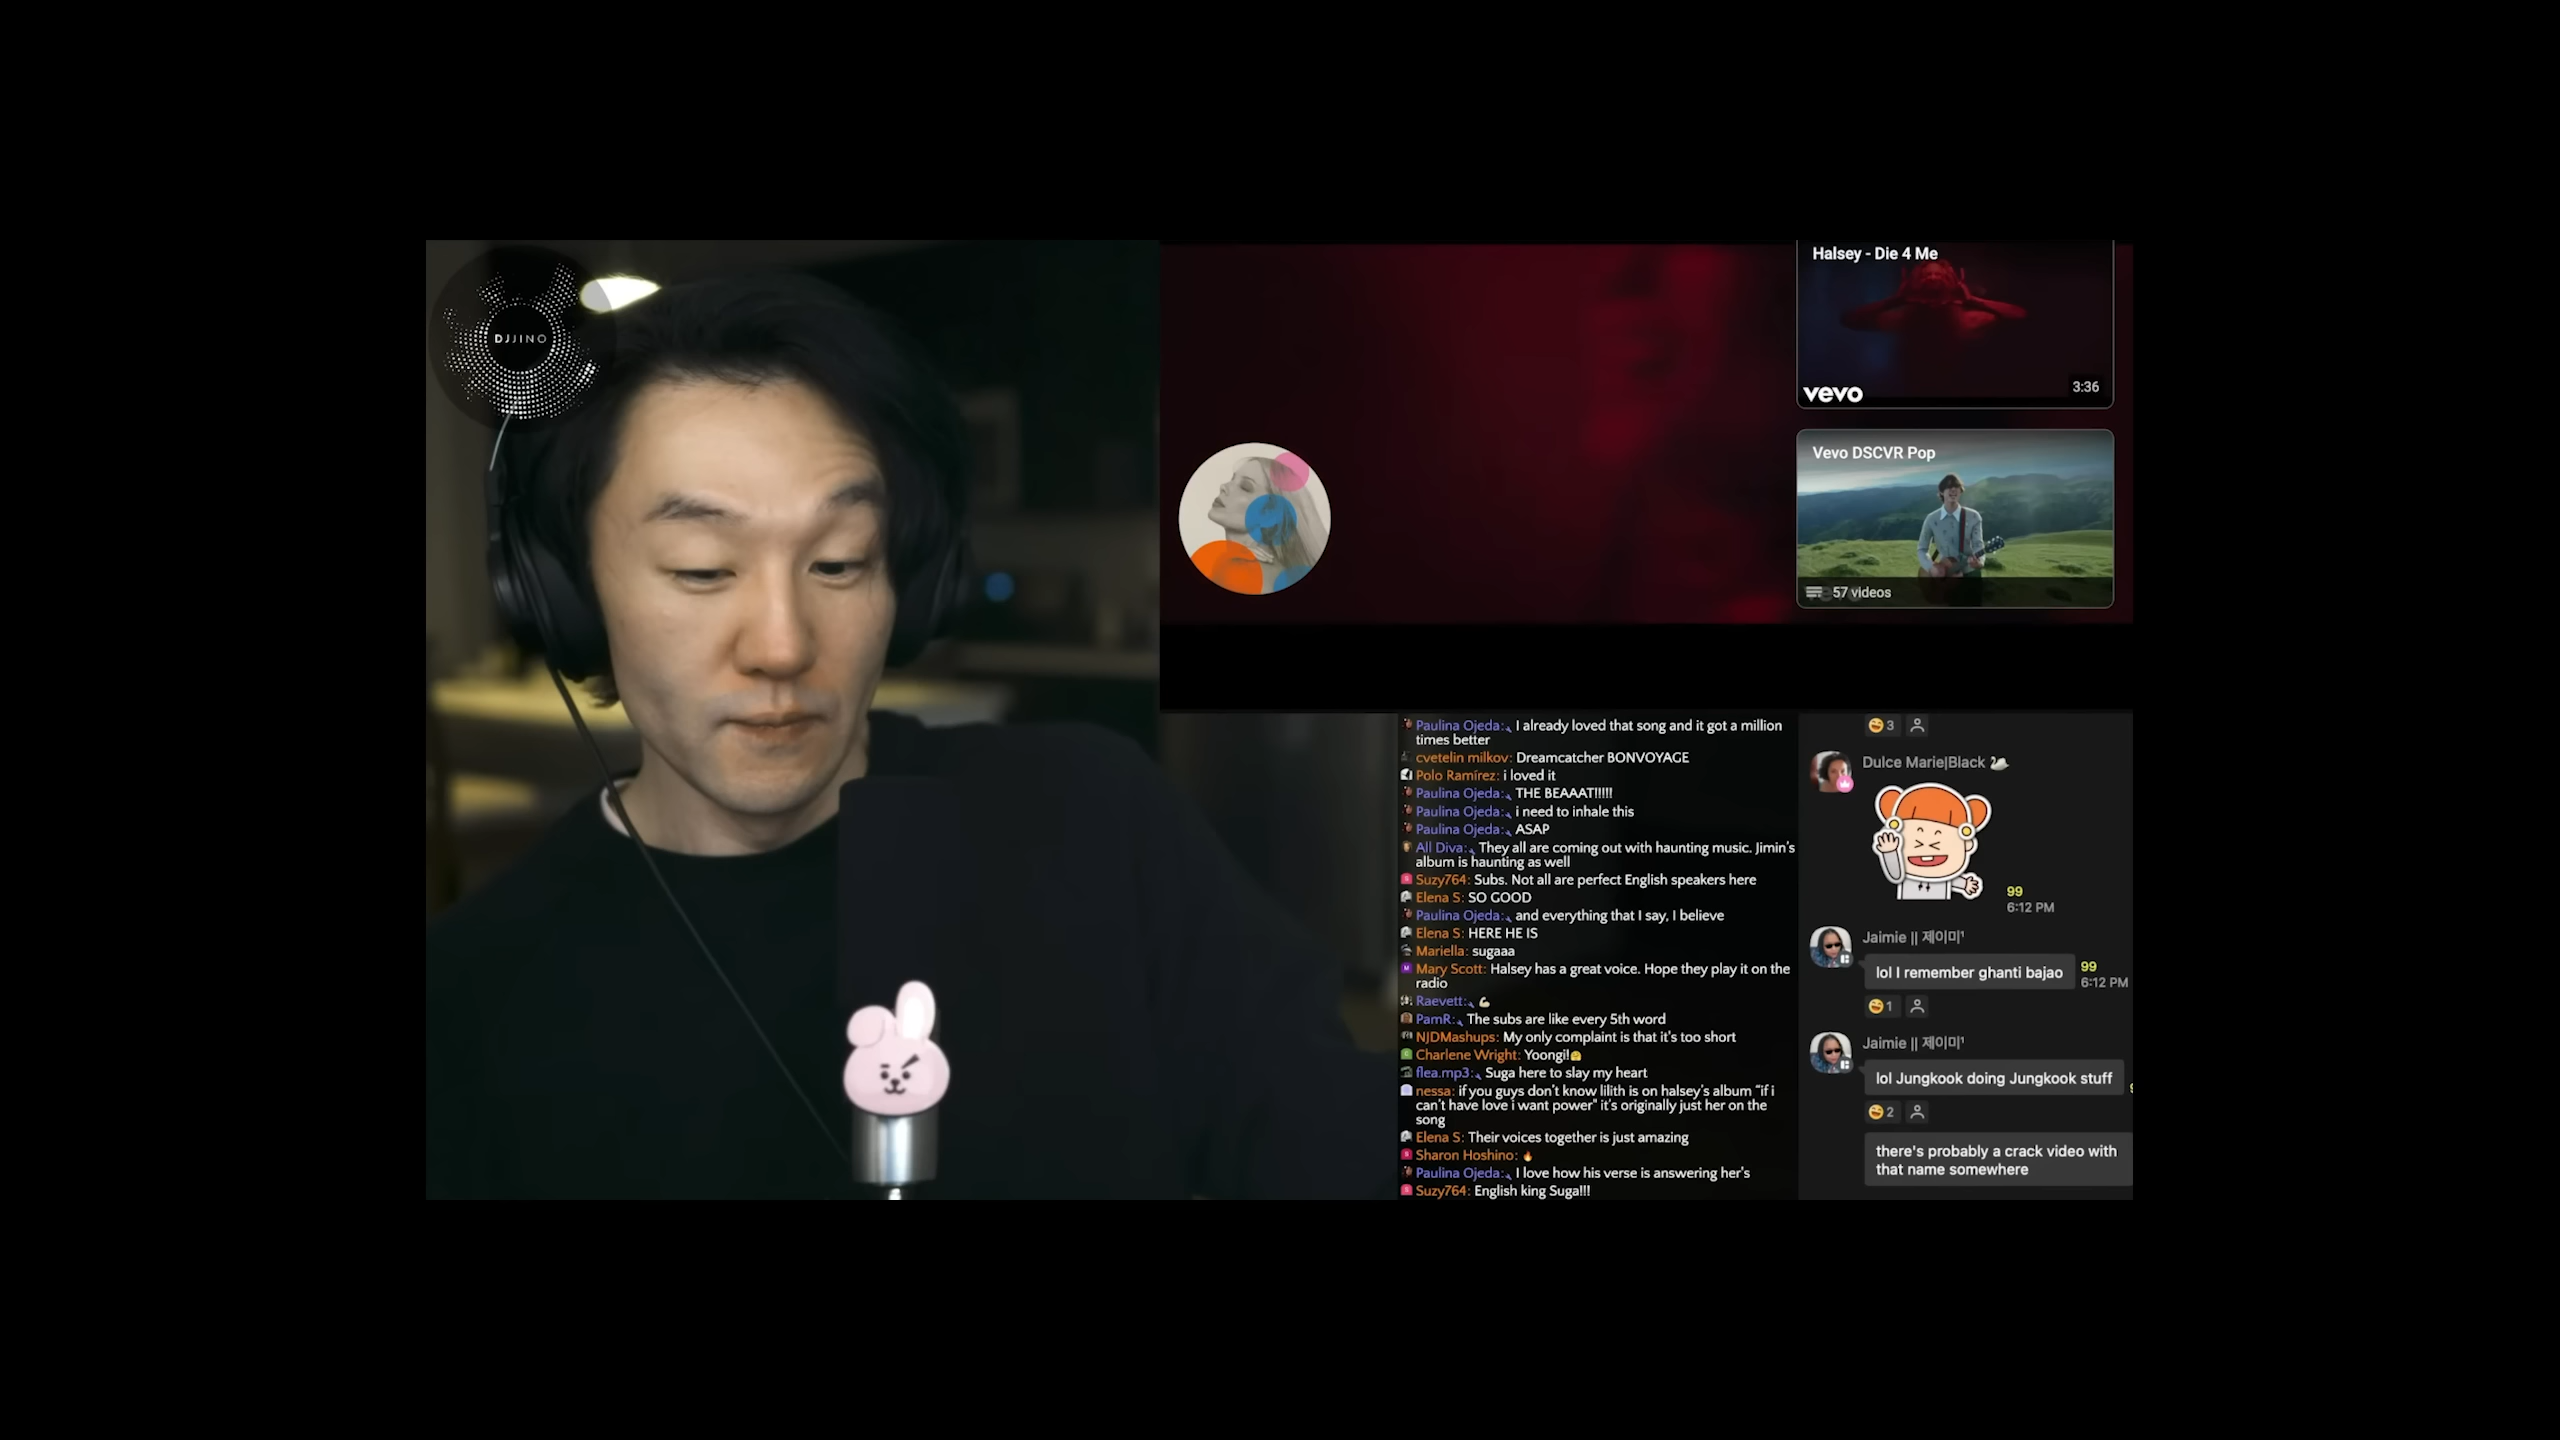 DJJINO
Halsey - Die 4 Me
vevo
3:36
Vevo DSCVR Pop
57 videos
Paulina Ojeda: I already loved that song and it got a million
times better
cvetelin milkov: Dreamcatcher BONVOYAGE
Polo Ramírez: i loved it
Paulina Ojeda: THE BEAAAT!!!!!
Paulina Ojeda: i need to inhale this
Paulina Ojeda: ASAP
All Diva: They all are coming out with haunting music. Jimin's
album is haunting as well
Suzy764: Subs. Not all are perfect English speakers here
Elena S: SO GOOD
Paulina Ojeda: and everything that I say, I believe
Elena S: HERE HE IS
Mariella: sugaaa
Mary Scott: Halsey has a great voice. Hope they play it on the
radio
Raevett: 💪
PamR: The subs are like every 5th word
NJDMashups: My only complaint is that it's too short
Charlene Wright: Yoongi!🤗
flea.mp3: Suga here to slay my heart
nessa: if you guys don't know lilith is on halsey's album "if i
can't have love i want power" it's originally just her on the
song
Elena S: Their voices together is just amazing
Sharon Hoshino: 🔥
Paulina Ojeda: I love how his verse is answering her's
Suzy764: English king Suga!!!
3
Dulce Marie|Black 🦢
99
6:12 PM
Jaimie || 제이미¹
lol I remember ghanti bajao
99
6:12 PM
1
Jaimie || 제이미¹
lol Jungkook doing Jungkook stuff
2
there's probably a crack video with
that name somewhere